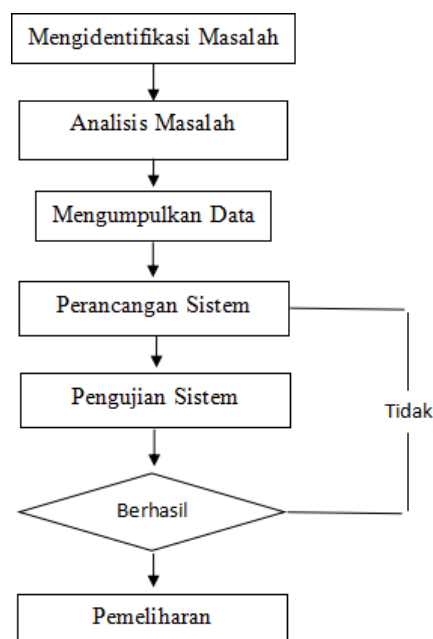 Mengidentifikasi Masalah
Analisis Masalah
Mengumpulkan Data
Perancangan Sistem
Pengujian Sistem
Tidak
Berhasil
Pemeliharan